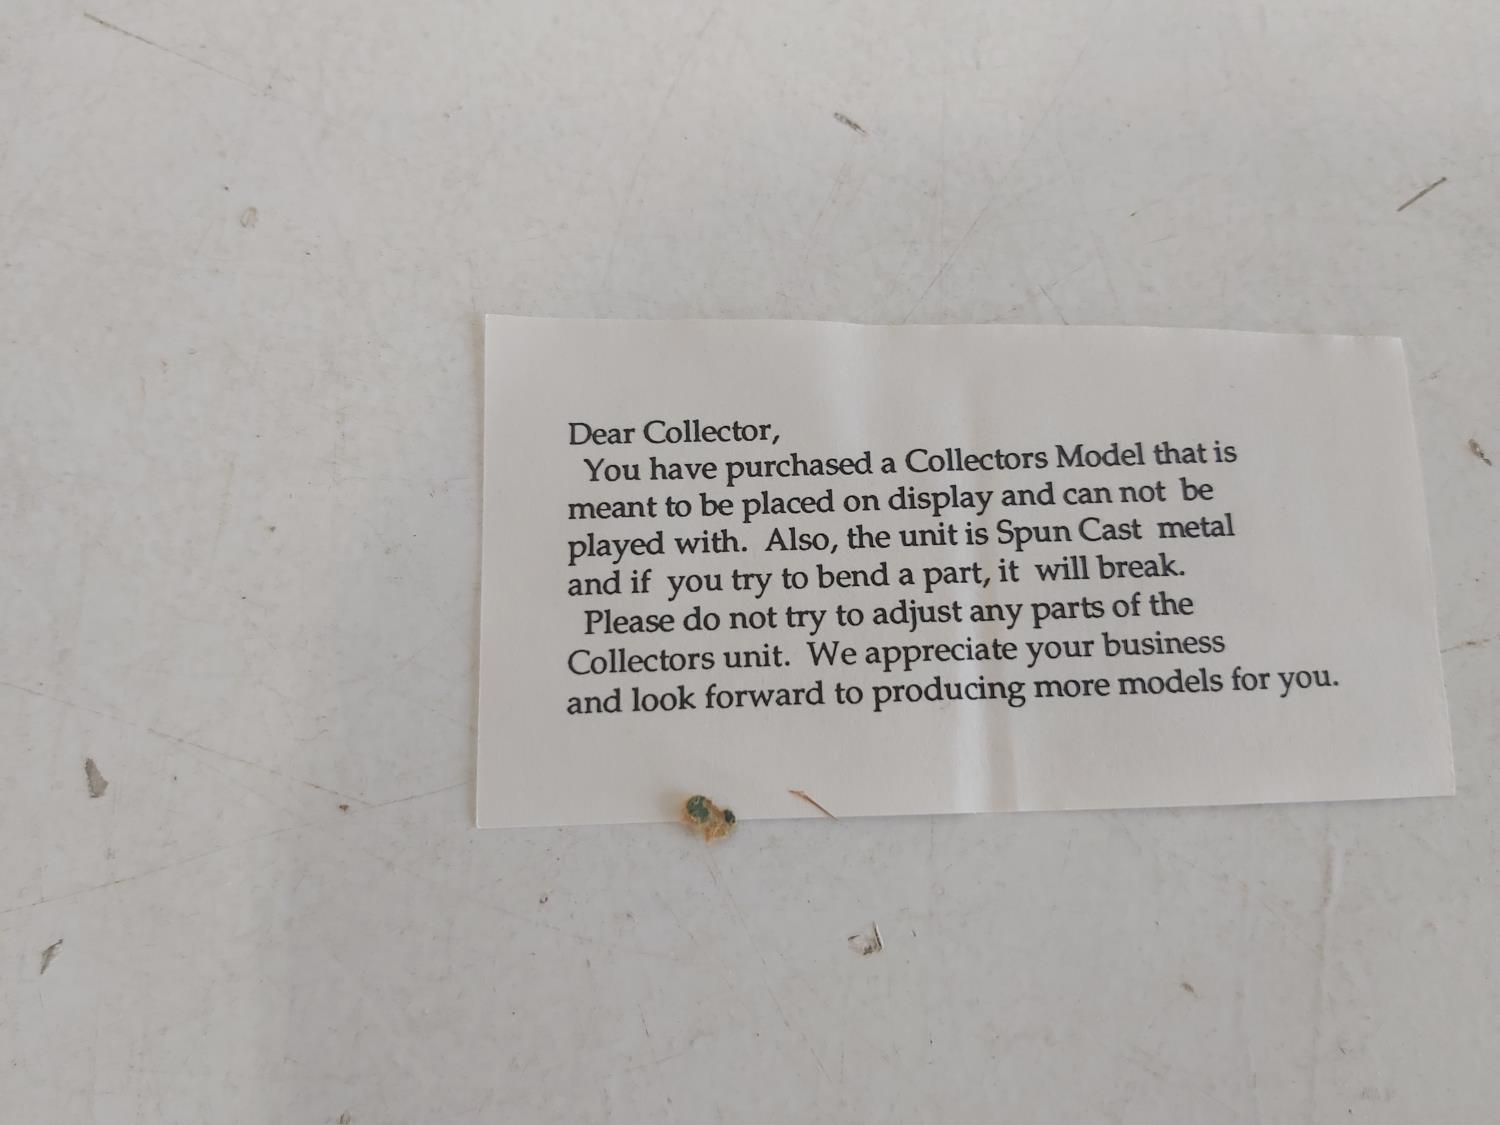 Dear Collector,
You have purchased a Collectors Model that is
meant to be placed on display and can not be
played with. Also, the unit is Spun Cast metal
and if you try to bend a part, it will break.
Please do not try to adjust any parts of the
Collectors unit. We appreciate your business
and look forward to producing more models for you.